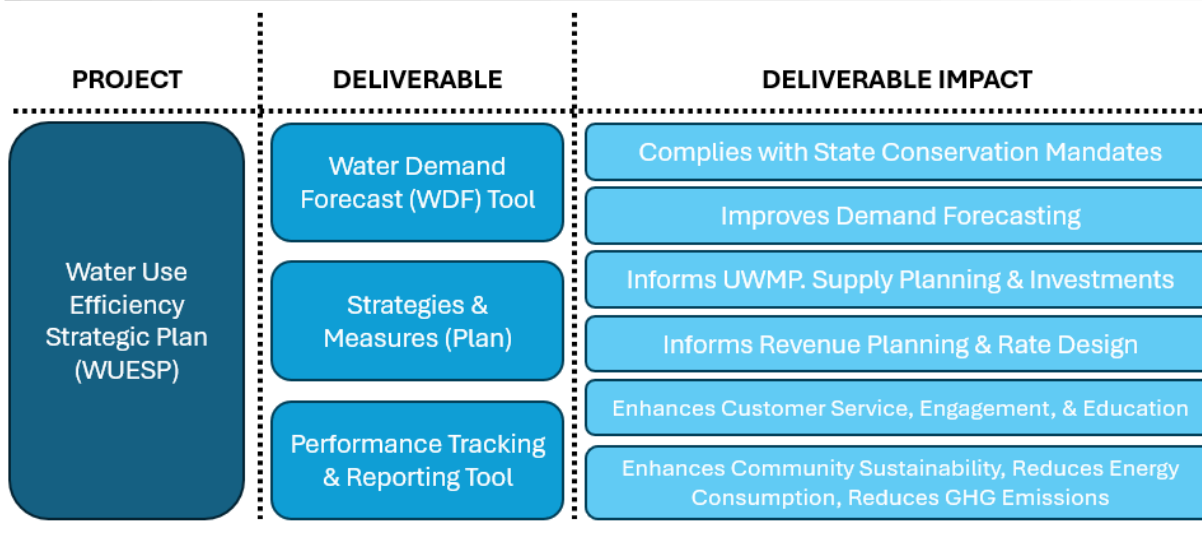 PROJECT
DELIVERABLE
DELIVERABLE IMPACT
Water Use
Efficiency
Strategic Plan
(WUESP)
Water Demand
Forecast (WDF) Tool
Strategies &
Measures (Plan)
Performance Tracking
& Reporting Tool
Complies with State Conservation Mandates
Improves Demand Forecasting
Informs UWMP. Supply Planning & Investments
Informs Revenue Planning & Rate Design
Enhances Customer Service, Engagement, & Education
Enhances Community Sustainability, Reduces Energy
Consumption, Reduces GHG Emissions